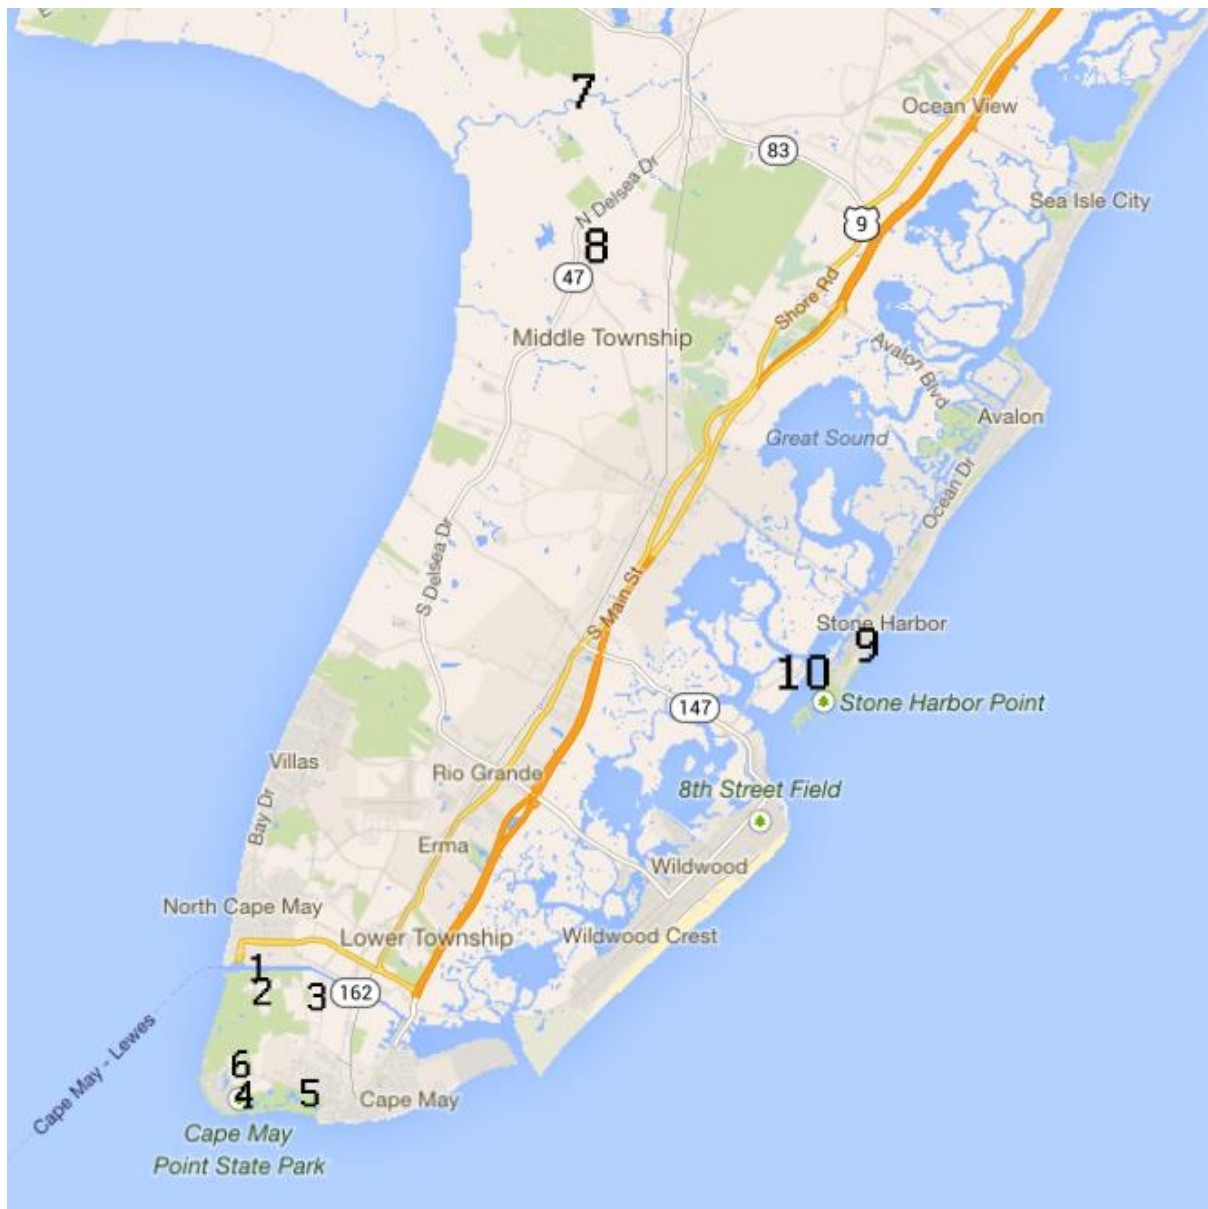 7
Ocean View
83
N Delsea Dr
Sea Isle City
9
8
47
Shore Rd
Middle Township
Avalon Blvd
Avalon
Great Sound
Ocean Dr
S Delsea Dr
S Main St
Stone Harbor
9
10
Stone Harbor Point
147
Villas
Rio Grande
8th Street Field
Bay Dr
Erma
Wildwood
North Cape May
Lower Township
Wildwood Crest
1
2
3
162
Cape May - Lewes
6
4
5
Cape May
Cape May
Point State Park